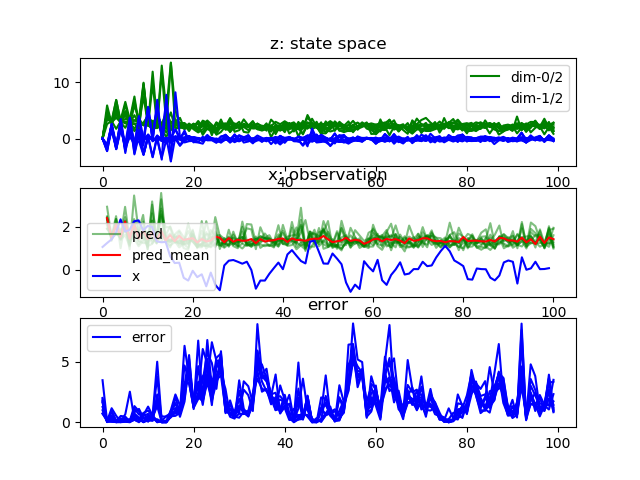 z: state space
10
0
dim-0/2
dim-1/2
0 20 40 60 80 100
x: observation
2
0
pred
pred_mean
x
0 20 40 60 80 100
error
5
0
error
0 20 40 60 80 100